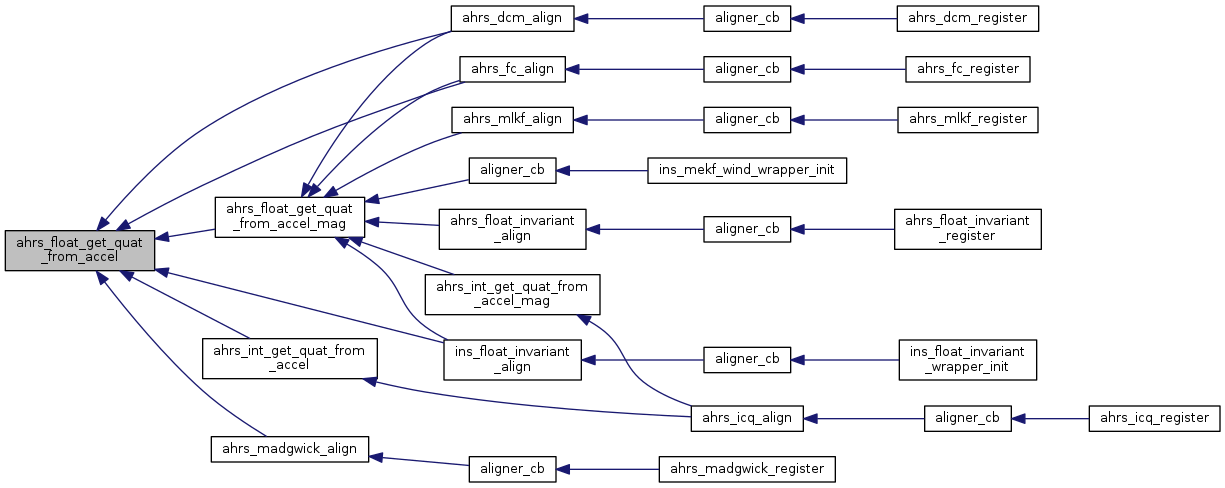 ahrs_dcm_align
aligner_cb
ahrs_dcm_register
ahrs_fc_align
aligner_cb
ahrs_fc_register
ahrs_mlkf_align
aligner_cb
ahrs_mlkf_register
aligner_cb
ins_mekf_wind_wrapper_init
ahrs_float_get_quat
_from_accel_mag
ahrs_float_invariant
_align
aligner_cb
ahrs_float_invariant
_register
ahrs_float_get_quat
_from_accel
ahrs_int_get_quat_from
_accel_mag
ahrs_int_get_quat_from
_accel
ins_float_invariant
_align
aligner_cb
ins_float_invariant
_wrapper_init
ahrs_icq_align
aligner_cb
ahrs_icq_register
ahrs_madgwick_align
aligner_cb
ahrs_madgwick_register